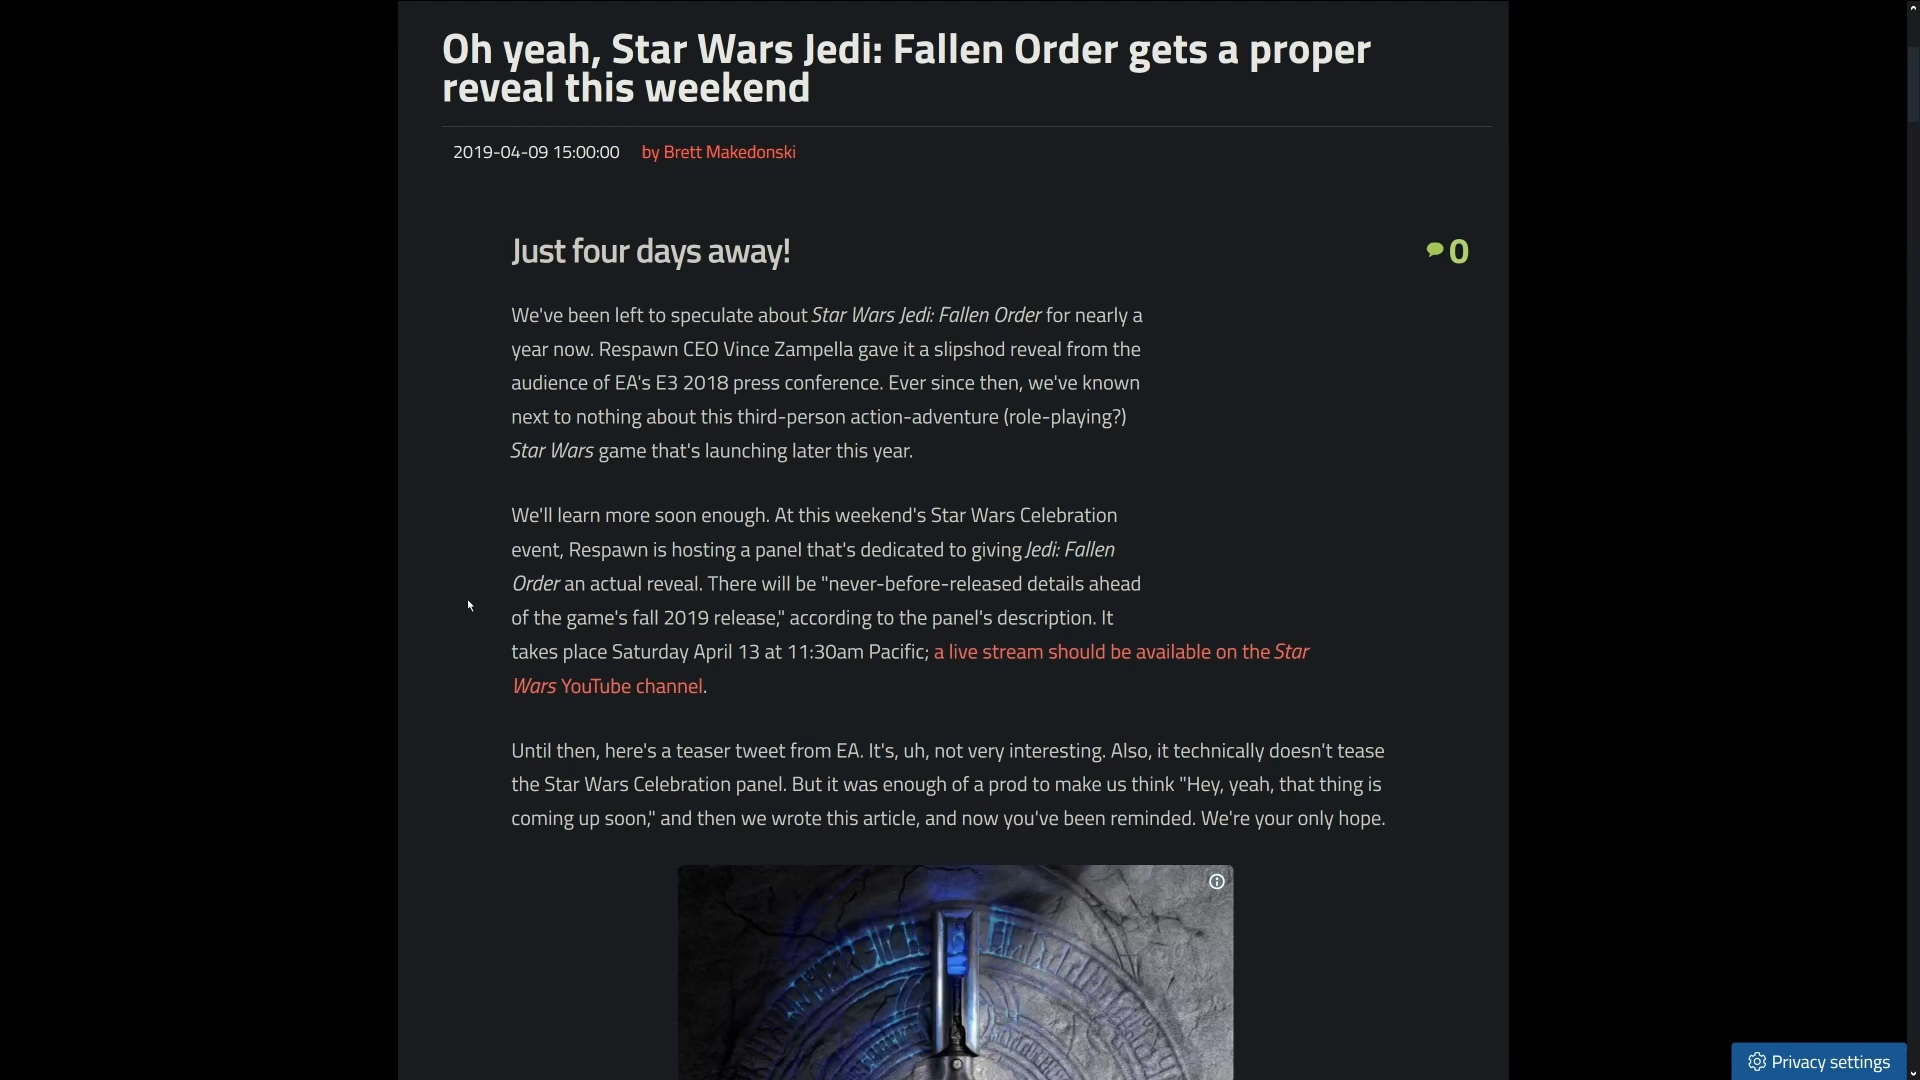 Oh yeah, Star Wars Jedi: Fallen Order gets a proper
reveal this weekend
2019-04-09 15:00:00 by Brett Makedonski
Just four days away!
0
We've been left to speculate about Star Wars Jedi: Fallen Order for nearly a
year now. Respawn CEO Vince Zampella gave it a slipshod reveal from the
audience of EA's E3 2018 press conference. Ever since then, we've known
next to nothing about this third-person action-adventure (role-playing?)
Star Wars game that's launching later this year.
We'll learn more soon enough. At this weekend's Star Wars Celebration
event, Respawn is hosting a panel that's dedicated to giving Jedi: Fallen
Order an actual reveal. There will be "never-before-released details ahead
of the game's fall 2019 release," according to the panel's description. It
takes place Saturday April 13 at 11:30am Pacific; a live stream should be available on the Star
Wars YouTube channel.
Until then, here's a teaser tweet from EA. It's, uh, not very interesting. Also, it technically doesn't tease
the Star Wars Celebration panel. But it was enough of a prod to make us think "Hey, yeah, that thing is
coming up soon," and then we wrote this article, and now you've been reminded. We're your only hope.
Privacy settings